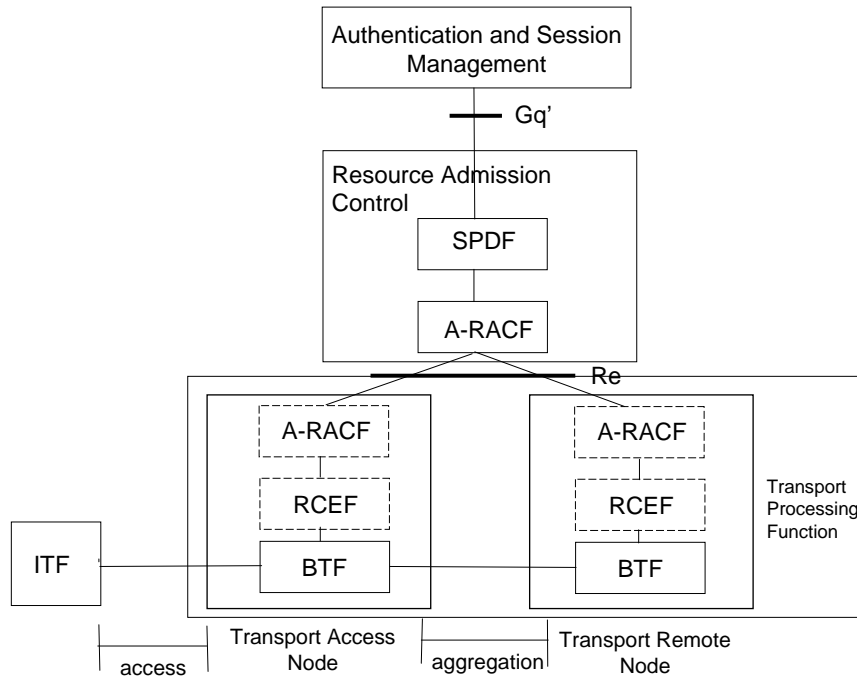 Authentication and Session
Management
Gq’
Resource Admission
Control
SPDF
A-RACF
Re
A-RACF
A-RACF
RCEF
RCEF
Transport
Processing
Function
ITF
BTF
BTF
Transport Access
Node
Transport Remote
Node
access
aggregation